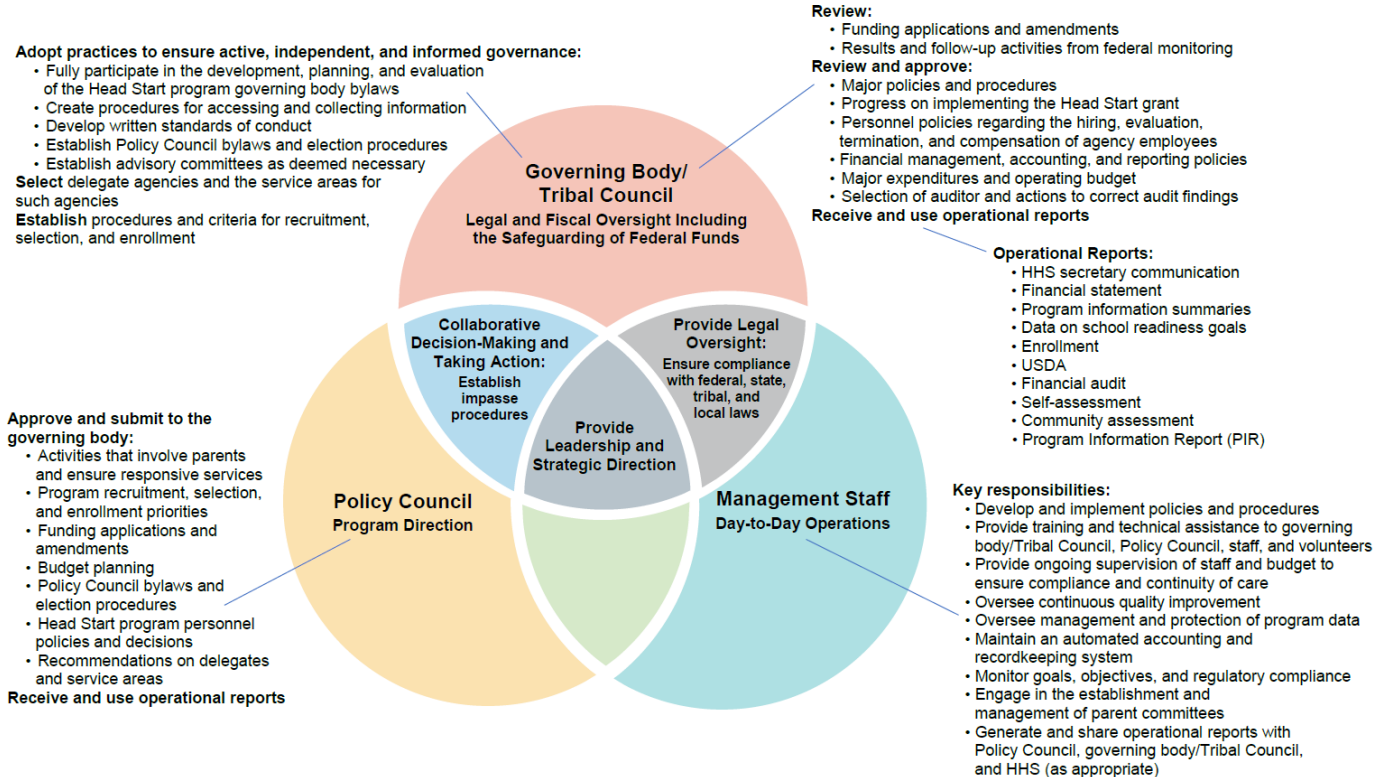 Adopt practices to ensure active, independent, and informed governance:
• Fully participate in the development, planning, and evaluation
of the Head Start program governing body bylaws
• Create procedures for accessing and collecting information
• Develop written standards of conduct
• Establish Policy Council bylaws and election procedures
• Establish advisory committees as deemed necessary
Select delegate agencies and the service areas for
such agencies
Establish procedures and criteria for recruitment,
selection, and enrollment
Review:
• Funding applications and amendments
• Results and follow-up activities from federal monitoring
Review and approve:
• Major policies and procedures
• Progress on implementing the Head Start grant
• Personnel policies regarding the hiring, evaluation,
termination, and compensation of agency employees
• Financial management, accounting, and reporting policies
• Major expenditures and operating budget
• Selection of auditor and actions to correct audit findings
Receive and use operational reports
Operational Reports:
• HHS secretary communication
• Financial statement
• Program information summaries
• Data on school readiness goals
• Enrollment
• USDA
• Financial audit
• Self-assessment
• Community assessment
• Program Information Report (PIR)
Governing Body/
Tribal Council
Legal and Fiscal Oversight Including
the Safeguarding of Federal Funds
Collaborative
Decision-Making and
Taking Action:
Establish
impasse
procedures
Provide Legal
Oversight:
Ensure compliance
with federal, state,
tribal, and
local laws
Provide
Leadership and
Strategic Direction
Policy Council
Program Direction
Management Staff
Day-to-Day Operations
Approve and submit to the
governing body:
• Activities that involve parents
and ensure responsive services
• Program recruitment, selection,
and enrollment priorities
• Funding applications and
amendments
• Budget planning
• Policy Council bylaws and
election procedures
• Head Start program personnel
policies and decisions
• Recommendations on delegates
and service areas
Receive and use operational reports
Key responsibilities:
• Develop and implement policies and procedures
• Provide training and technical assistance to governing
body/Tribal Council, Policy Council, staff, and volunteers
• Provide ongoing supervision of staff and budget to
ensure compliance and continuity of care
• Oversee continuous quality improvement
• Oversee management and protection of program data
• Maintain an automated accounting and
recordkeeping system
• Monitor goals, objectives, and regulatory compliance
• Engage in the establishment and
management of parent committees
• Generate and share operational reports with
Policy Council, governing body/Tribal Council,
and HHS (as appropriate)